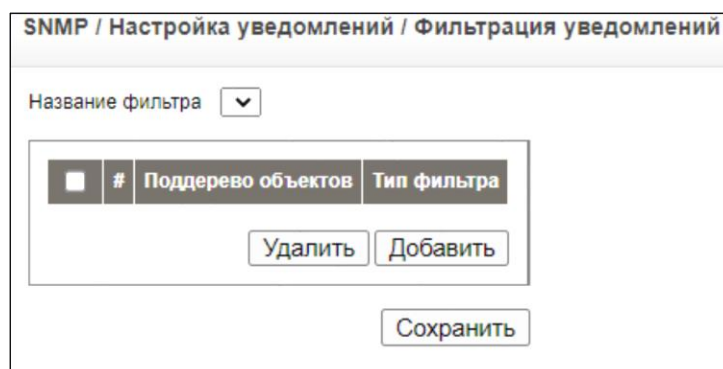 SNMP / Настройка уведомлений / Фильтрация уведомлений
Название фильтра
# Поддерево объектов Тип фильтра
Удалить Добавить
Сохранить